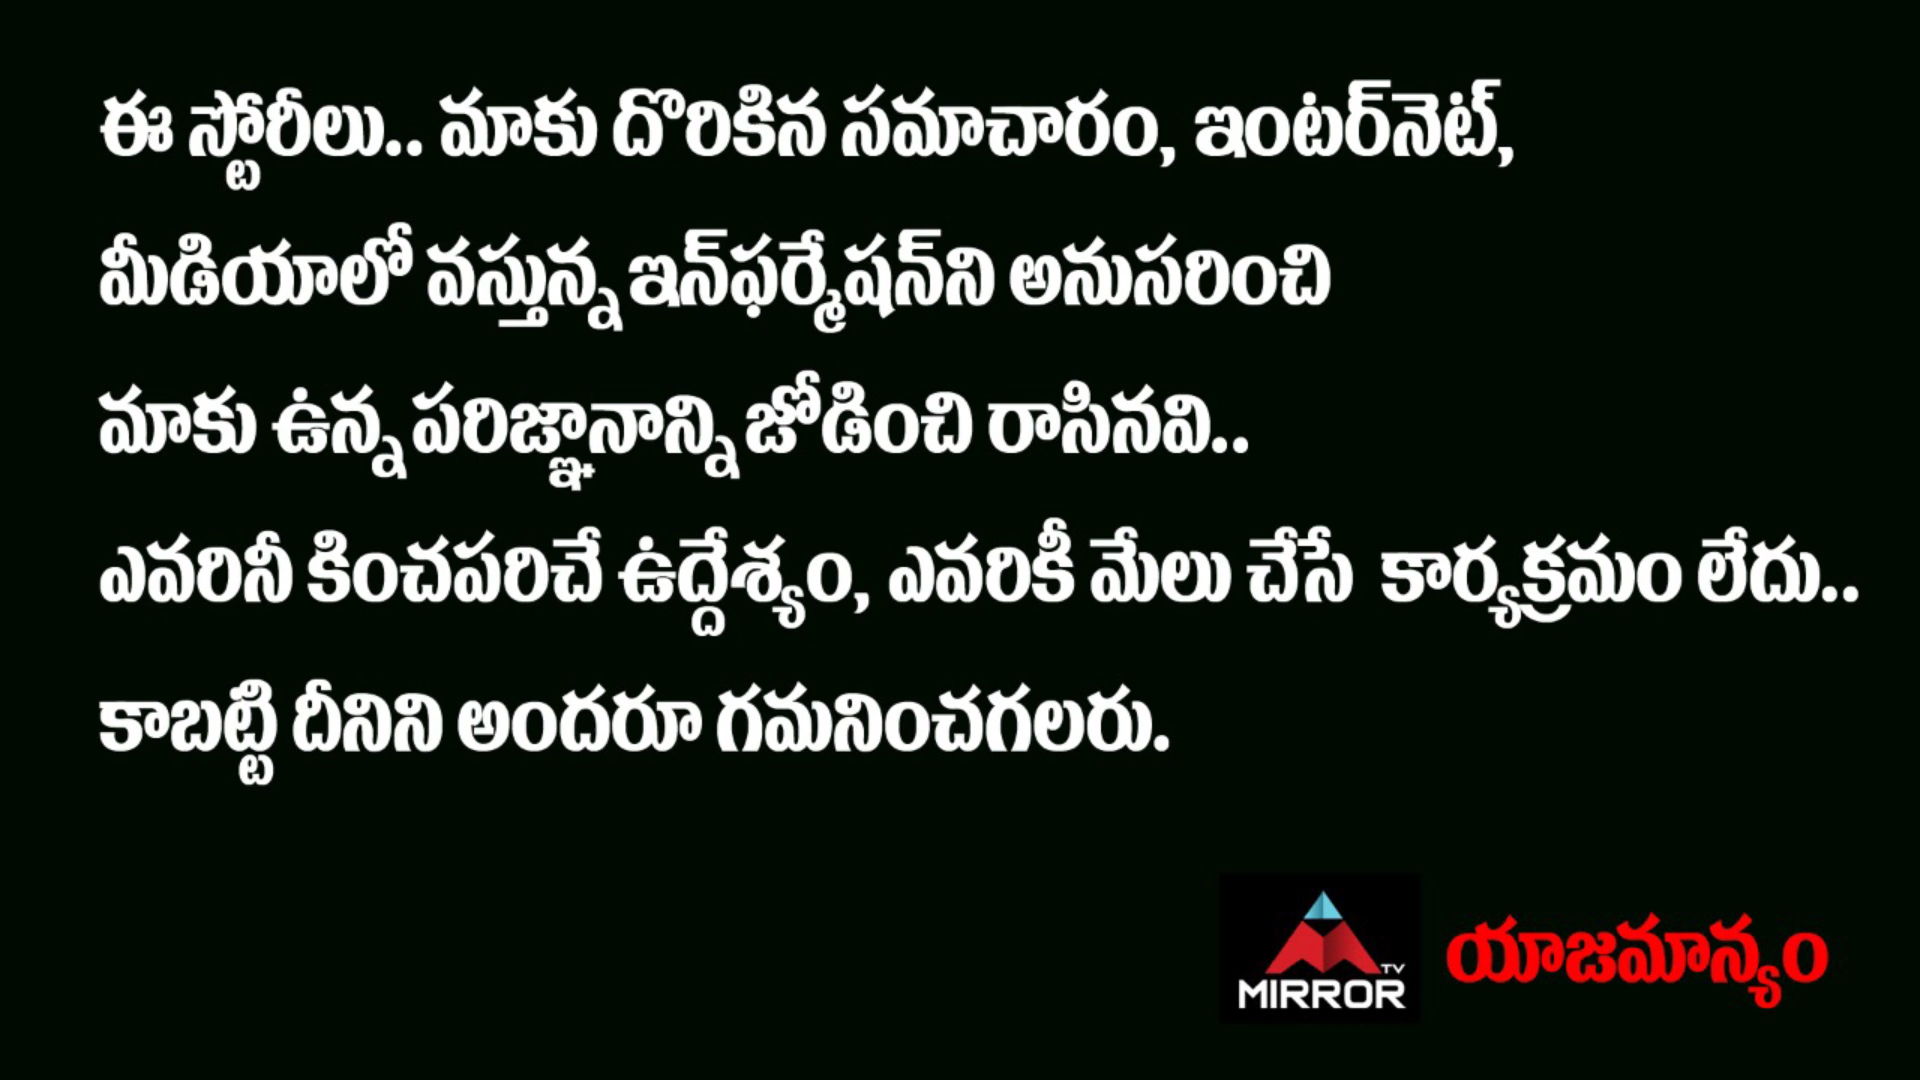 ఈ స్టోరీలు.. మాకు దొరికిన సమాచారం, ఇంటర్‌నెట్,
మీడియాలో వస్తున్న ఇన్‌ఫర్మేషన్‌ని అనుసరించి
మాకు ఉన్న పరిజ్ఞానాన్ని జోడించి రాసినవి..
ఎవరినీ కించపరిచే ఉద్దేశ్యం, ఎవరికీ మేలు చేసే కార్యక్రమం లేదు..
కాబట్టి దీనిని అందరూ గమనించగలరు.
TV
MIRROR
యాజమాన్యం